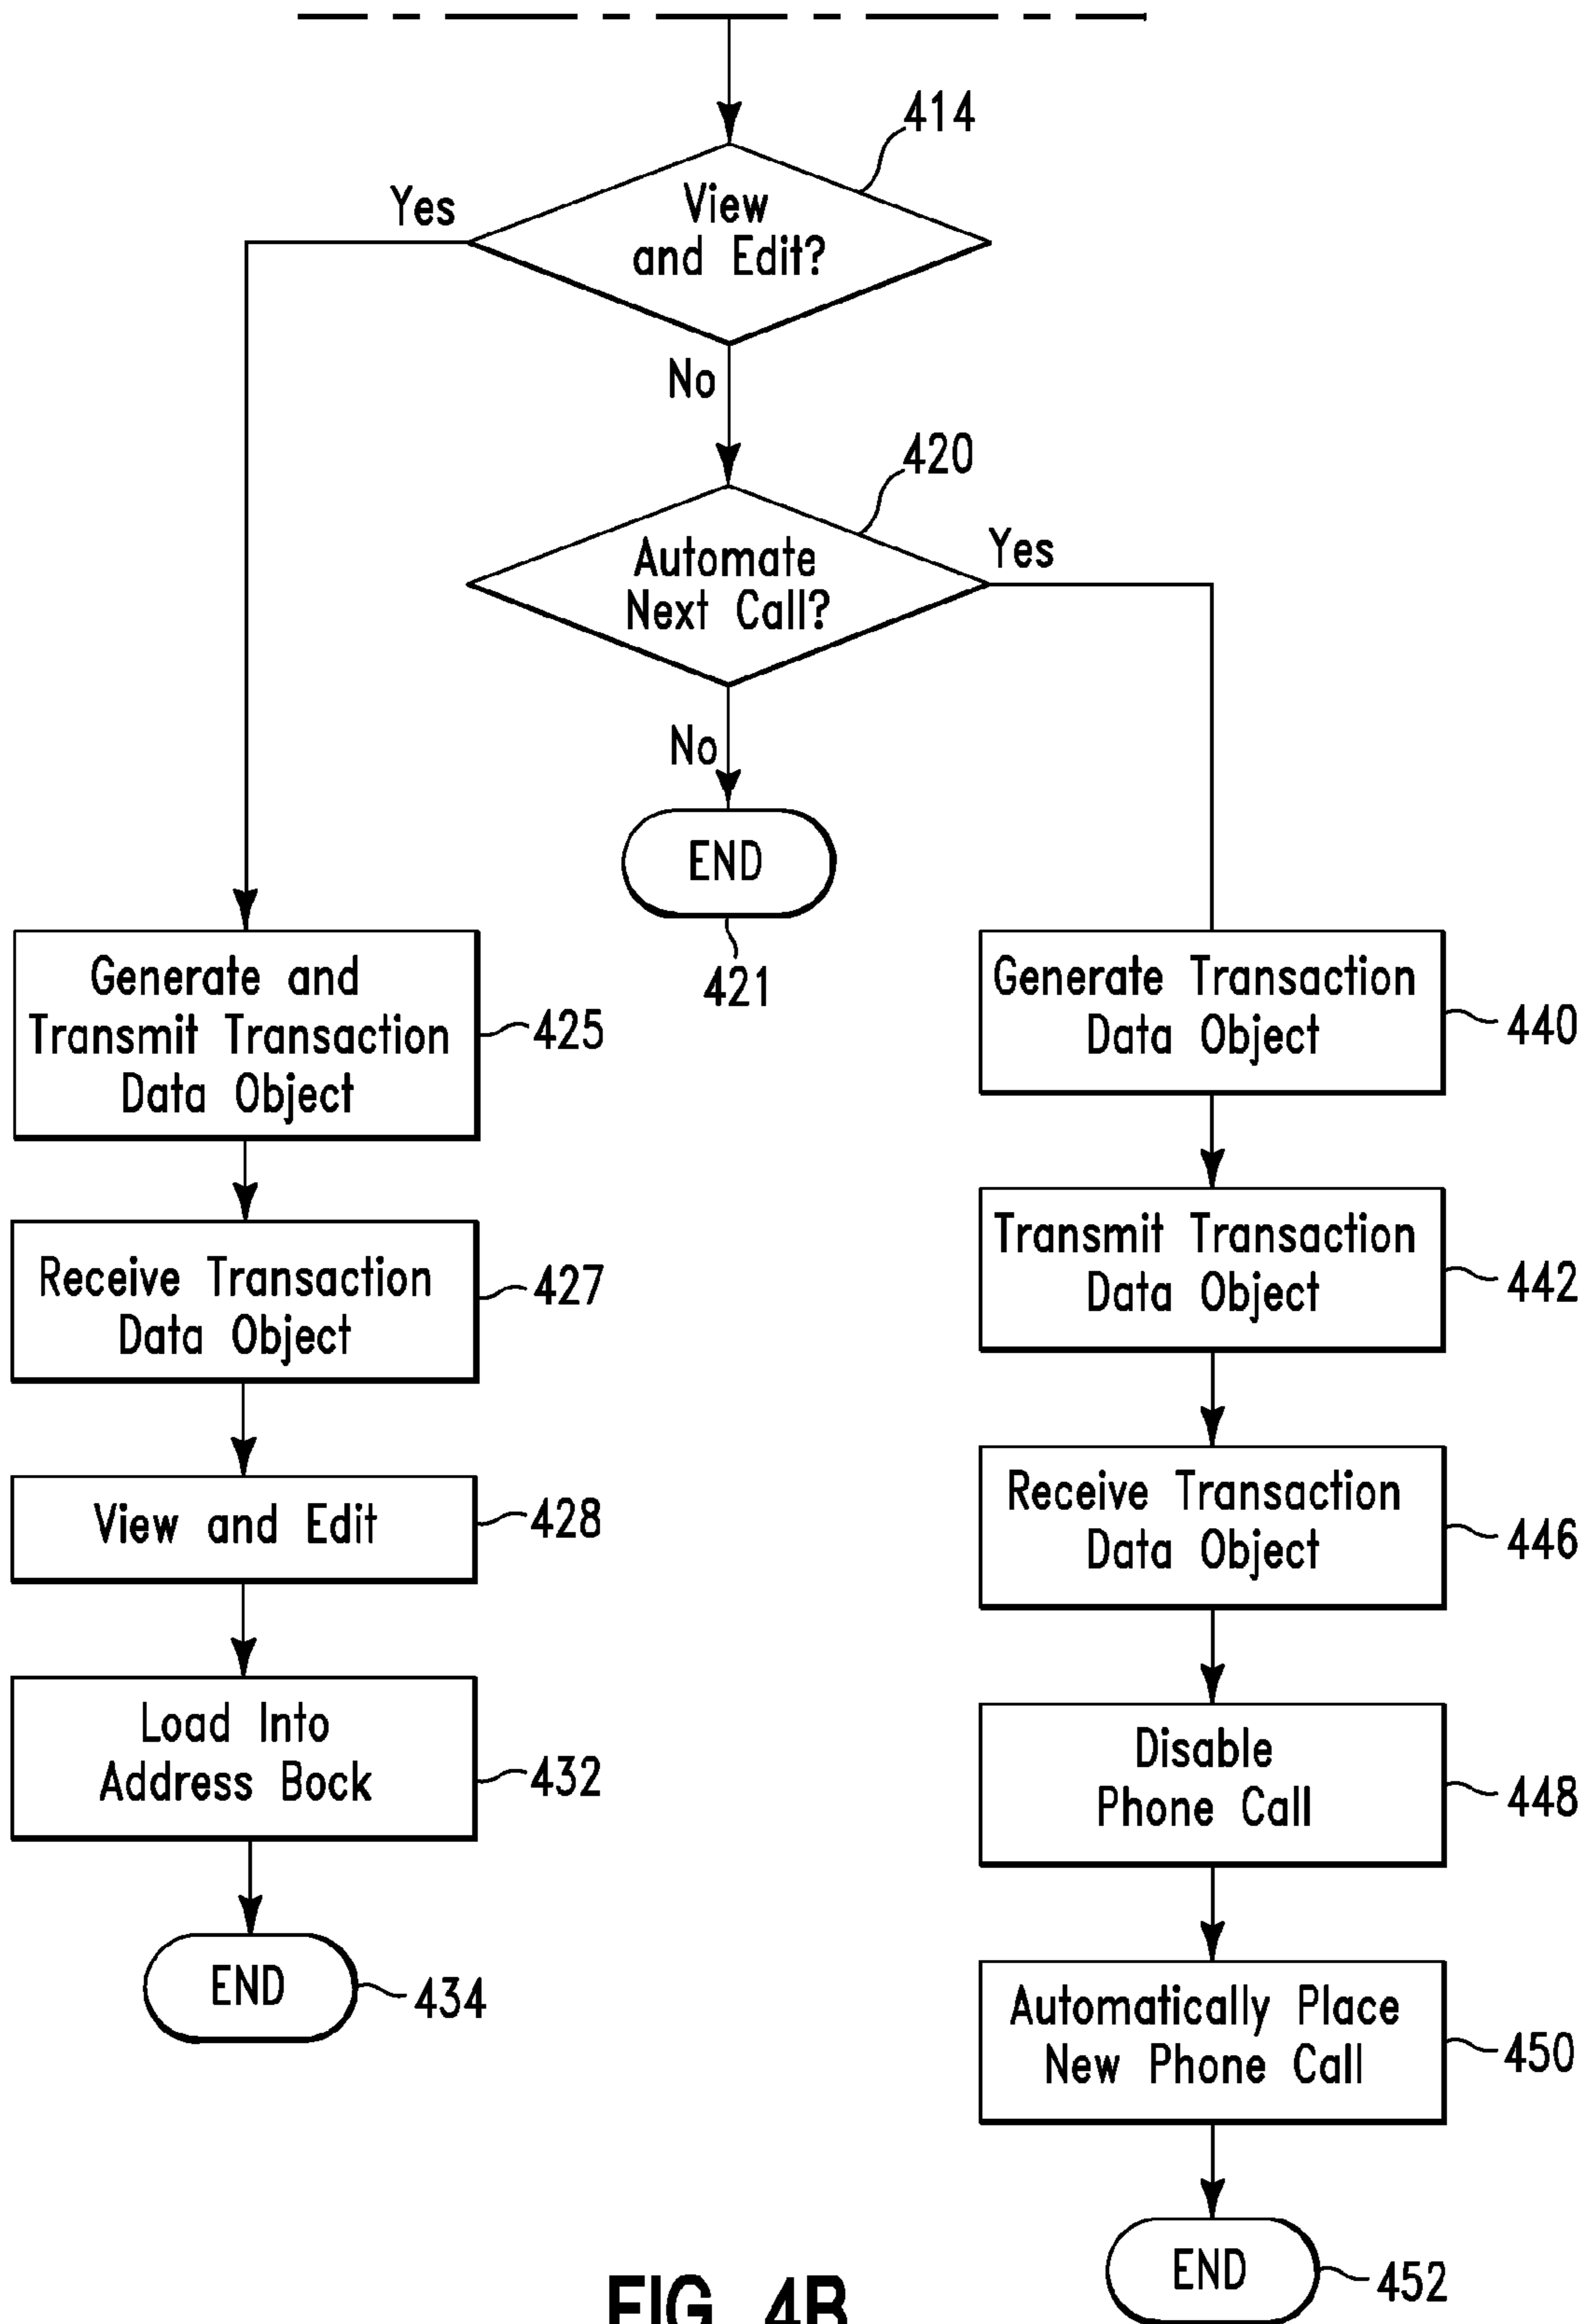 414
Yes
View
and Edit?
No
420
Automate
Next Call?
Yes
No
END
421
Generate and
Transmit Transaction
Data Object
425
Receive Transaction
Data Object
427
View and Edit
428
Load Into
Address Bock
432
END
434
Generate Transaction
Data Object
440
Transmit Transaction
Data Object
442
Receive Transaction
Data Object
446
Disable
Phone Call
448
Automatically Place
New Phone Call
450
END
452
FIG. 4B